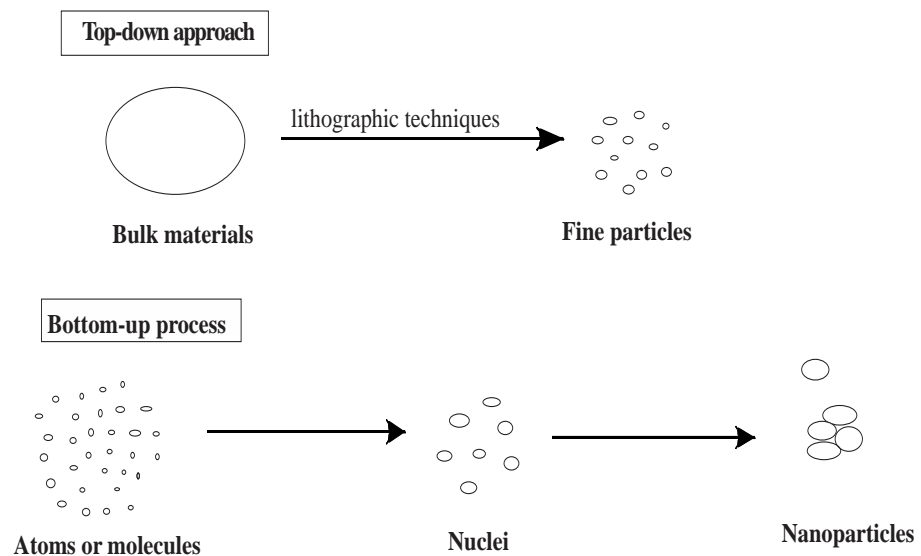 Top-down approach
lithographic techniques
Bulk materials
Fine particles
Bottom-up process
Atoms or molecules
Nuclei
Nanoparticles